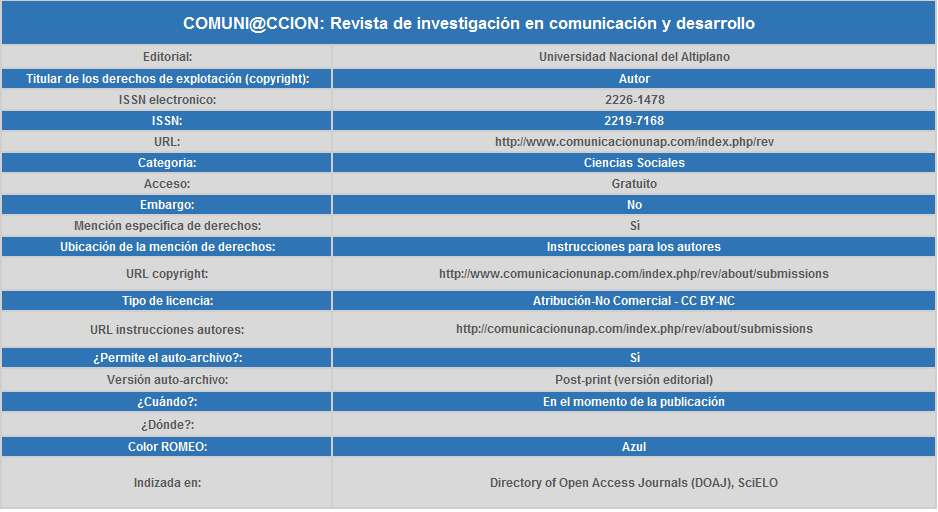 COMUNI@CCION: Revista de investigación en comunicación y desarrollo
Editorial: Universidad Nacional del Altiplano
Titular de los derechos de explotación (copyright): Autor
ISSN electronico: 2226-1478
ISSN: 2219-7168
URL: http://www.comunicacionunap.com/index.php/rev
Categoria: Ciencias Sociales
Acceso: Gratuito
Embargo: No
Mención específica de derechos: Sí
Ubicación de la mención de derechos: Instrucciones para los autores
URL copyright: http://www.comunicacionunap.com/index.php/rev/about/submissions
Tipo de licencia: Atribución-No Comercial - CC BY-NC
URL instrucciones autores: http://comunicacionunap.com/index.php/rev/about/submissions
¿Permite el auto-archivo?: Sí
Versión auto-archivo: Post-print (versión editorial)
¿Cuándo?: En el momento de la publicación
¿Dónde?:
Color ROMEO: Azul
Indizada en: Directory of Open Access Journals (DOAJ), SciELO